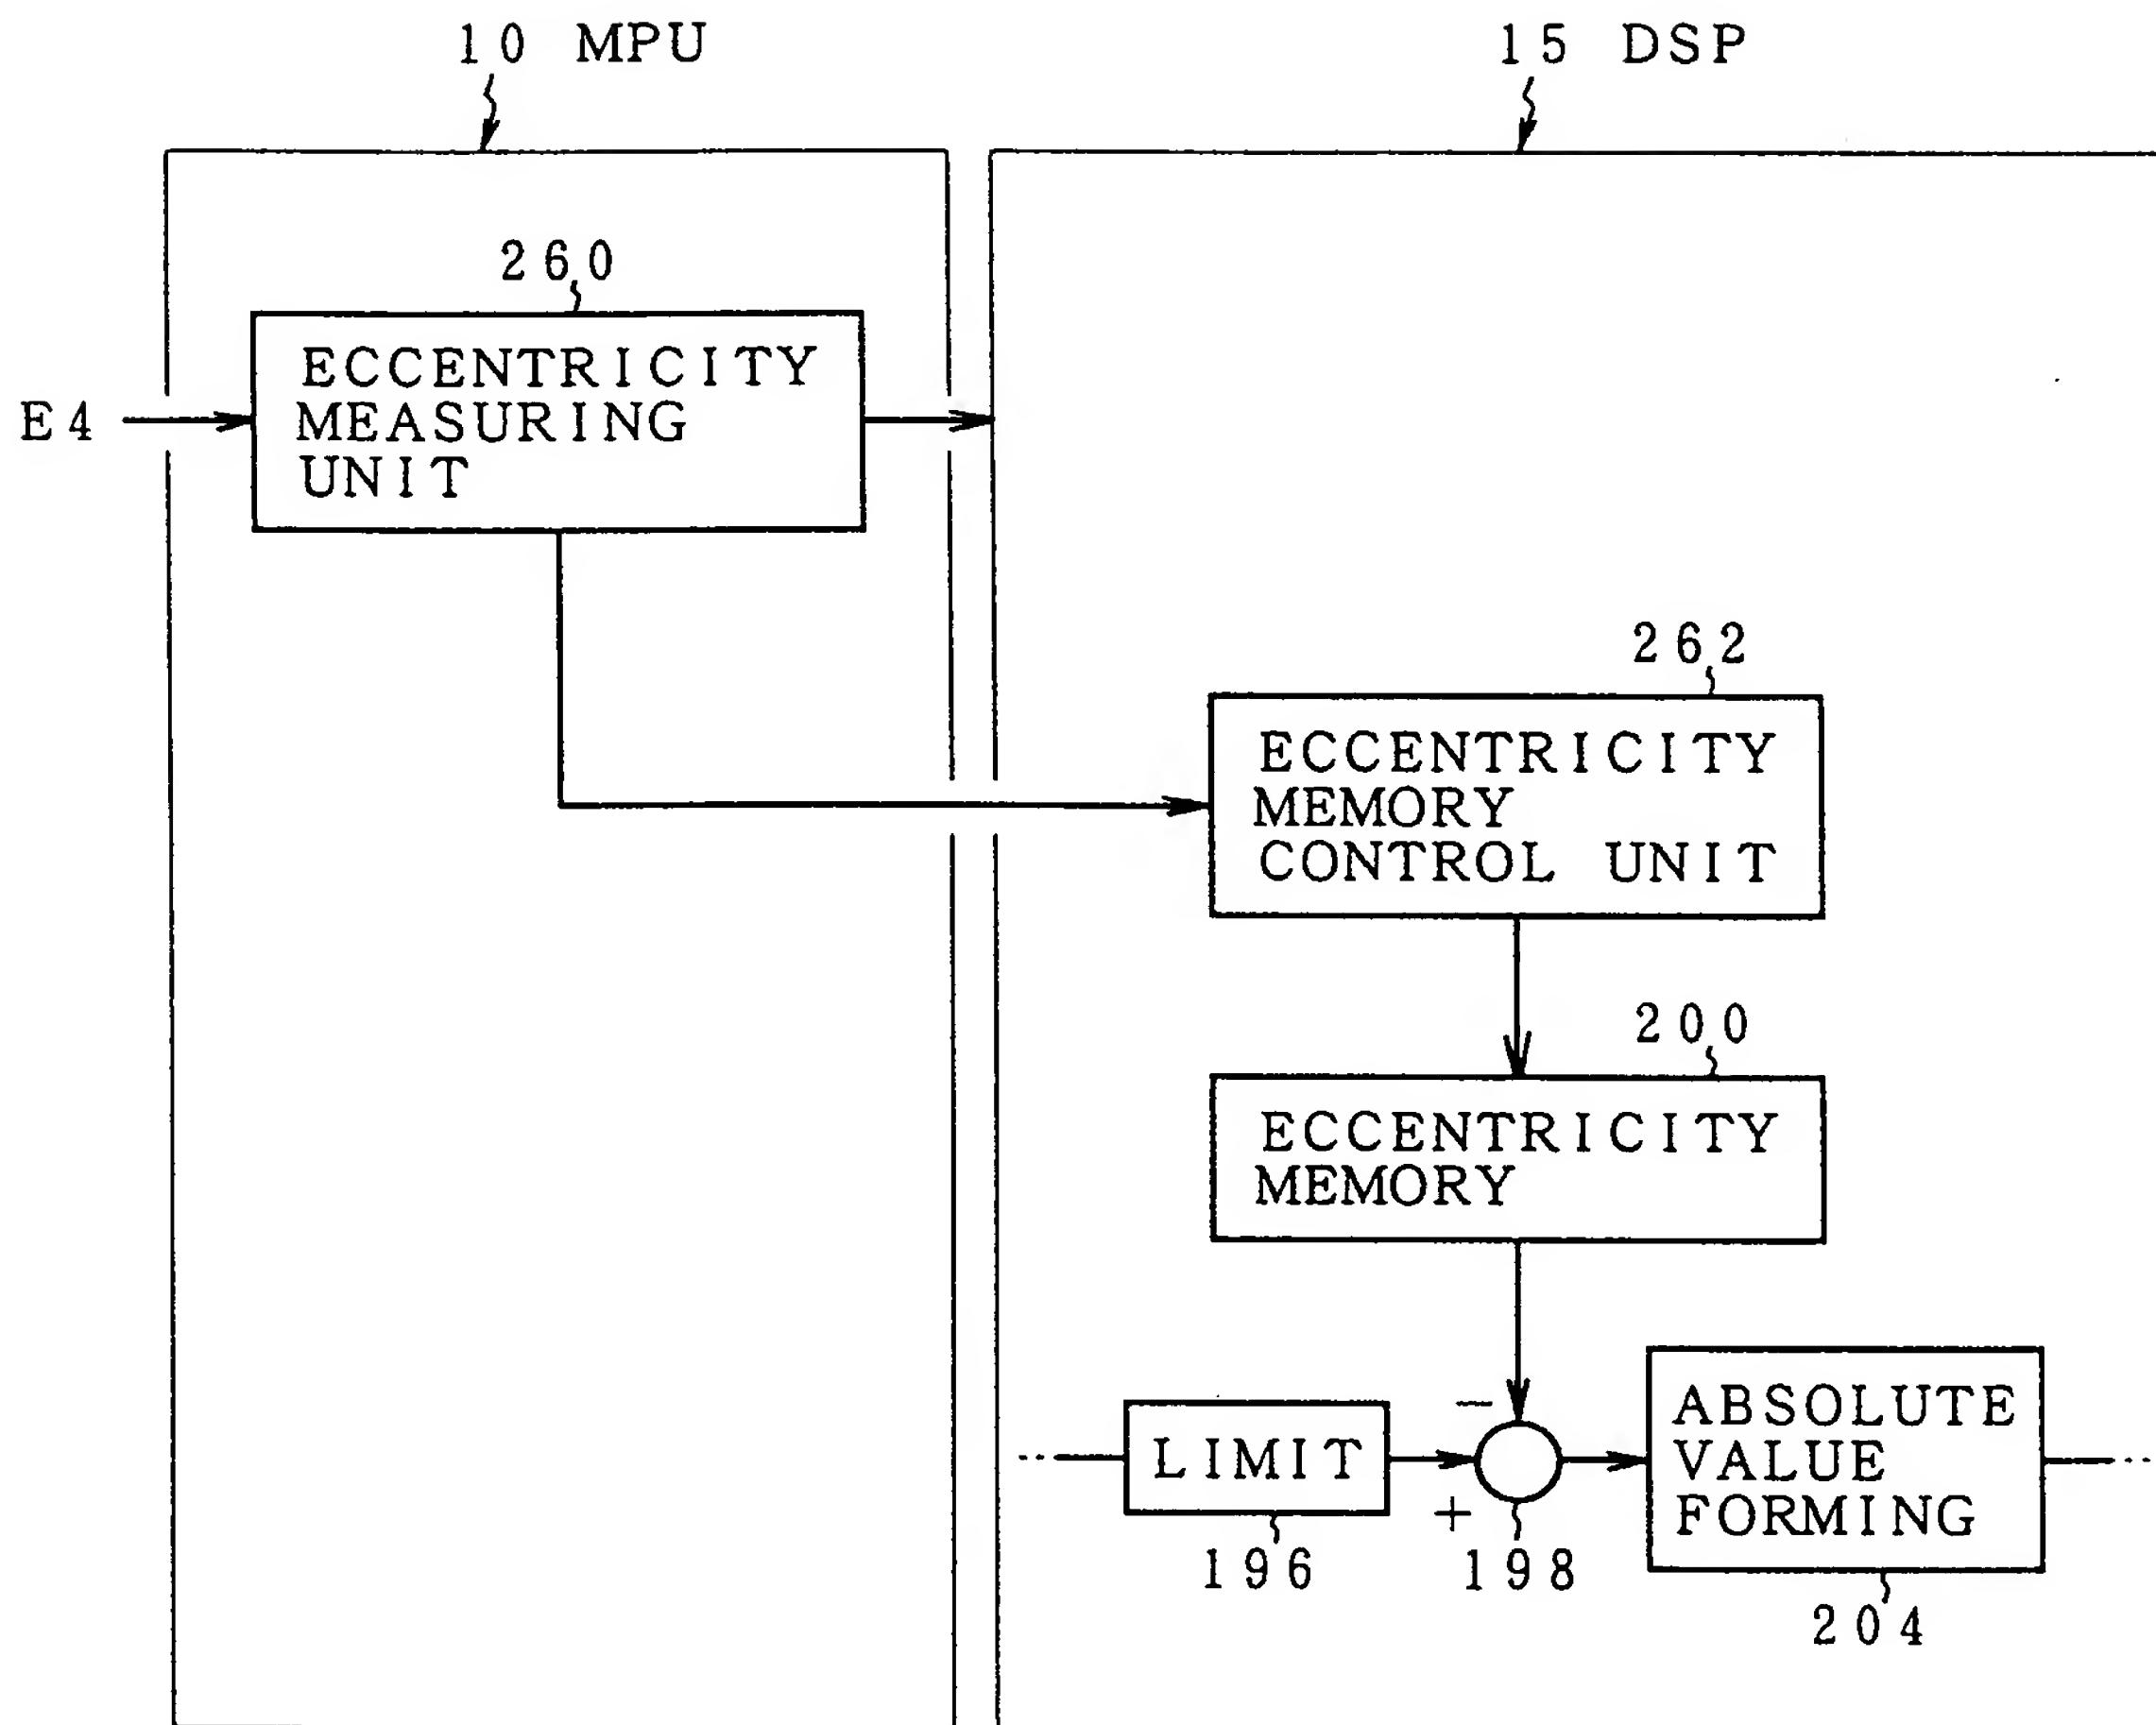 10 MPU
15 DSP
260
ECCENTRICITY
MEASURING
UNIT
E4
262
ECCENTRICITY
MEMORY
CONTROL UNIT
200
ECCENTRICITY
MEMORY
−
LIMIT
+
196
198
ABSOLUTE
VALUE
FORMING
204